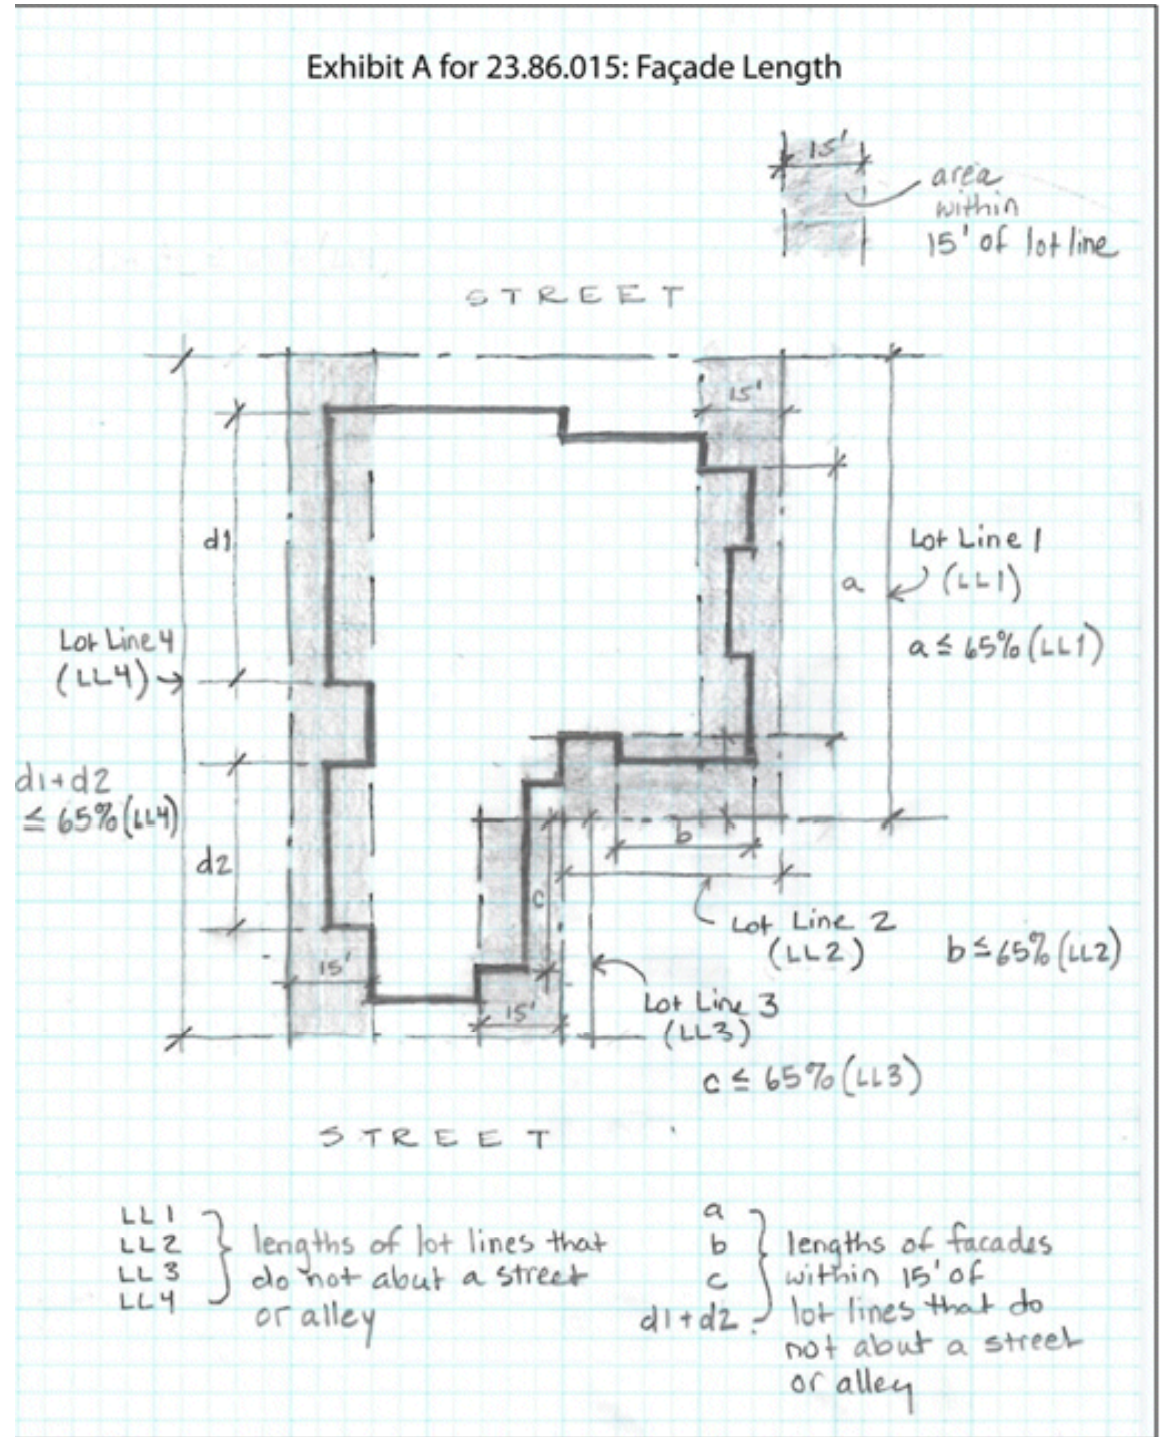 Exhibit A for 23.86.015: Façade Length
15'
area
within
15' of lot line
STREET
15'
d1
a
Lot Line 1
(LL1)
a ≤ 65% (LL1)
Lot Line 4
(LL4)
d1+d2
≤ 65% (LL4)
d2
b
c
Lot Line 2
(LL2)
b ≤ 65% (LL2)
15'
15'
Lot Line 3
(LL3)
c ≤ 65% (LL3)
STREET
LL1
LL2
LL3
LL4
lengths of lot lines that
do not abut a street
or alley
a
b
c
d1+d2
lengths of facades
within 15' of
lot lines that do
not abut a street
or alley